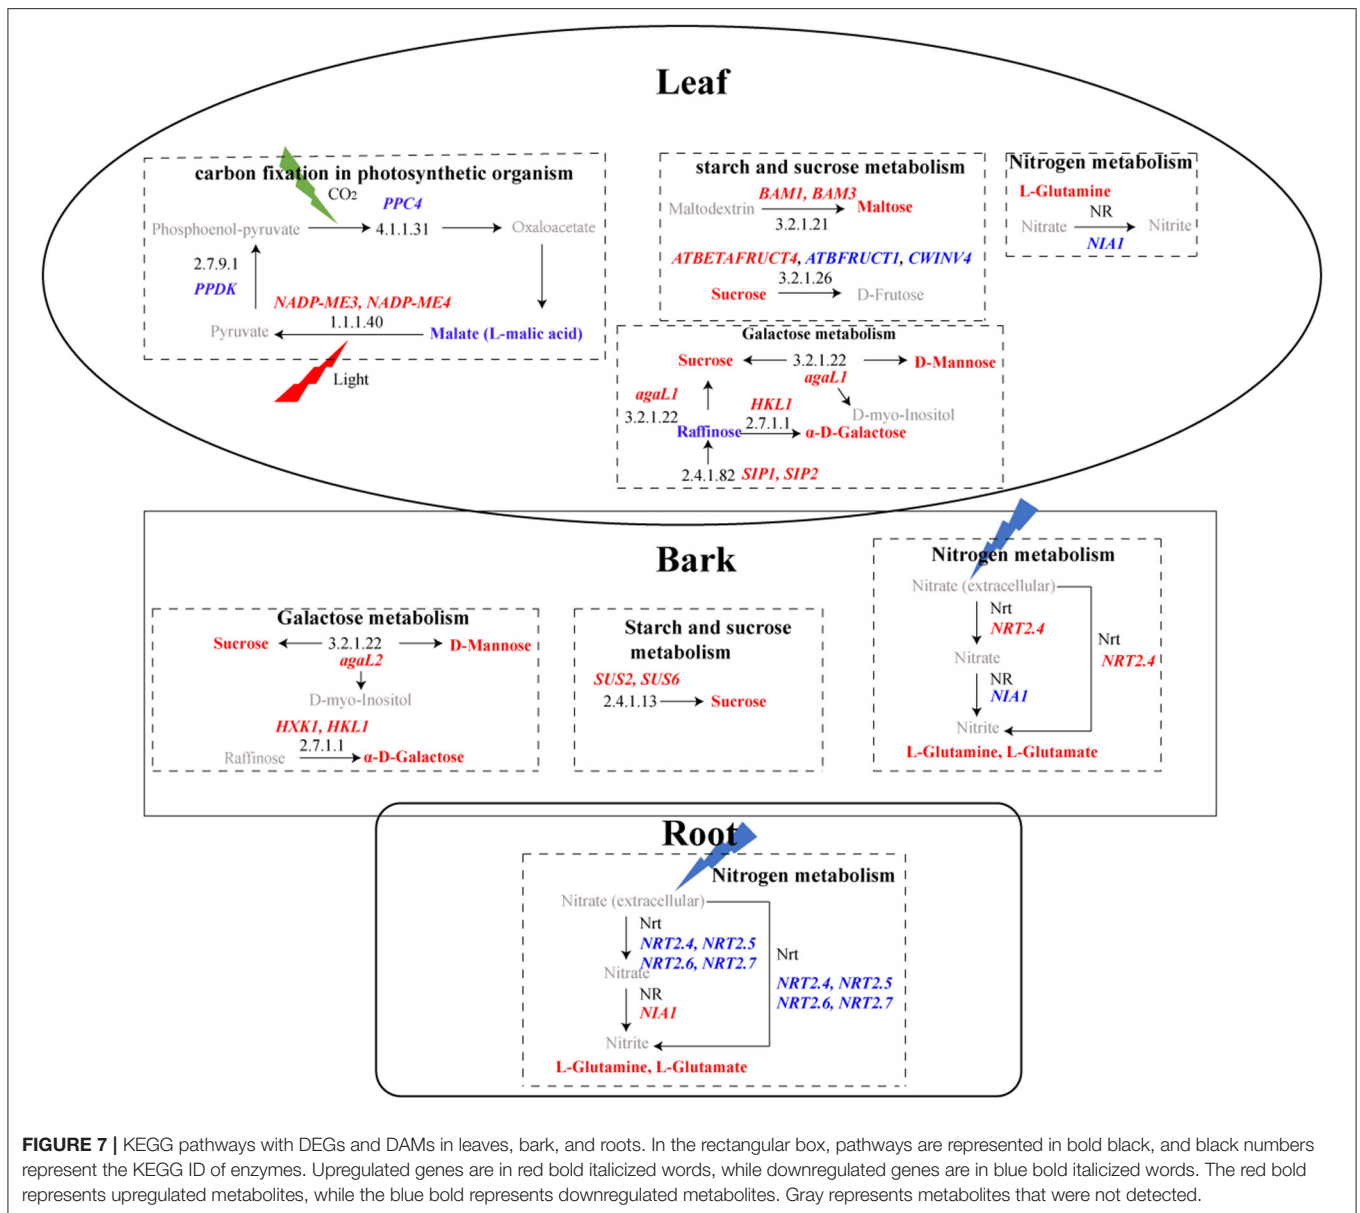 Leaf
carbon fixation in photosynthetic organism
CO2
PPC4
Phosphoenol-pyruvate
4.1.1.31
Oxaloacetate
2.7.9.1
PPDK
NADP-ME3, NADP-ME4
Pyruvate
1.1.1.40
Malate (L-malic acid)
Light
starch and sucrose metabolism
BAM1, BAM3
Maltodextrin
Maltose
3.2.1.21
ATBETAFRUCT4, ATBFRUCT1, CWINV4
3.2.1.26
Sucrose
D-Frutose
Nitrogen metabolism
L-Glutamine
NR
Nitrate
Nitrite
NIA1
Galactose metabolism
Sucrose
3.2.1.22
D-Mannose
agaL1
agaL1
HKL1
3.2.1.22
D-myo-Inositol
Raffinose
2.7.1.1
α-D-Galactose
2.4.1.82
SIP1, SIP2
Bark
Galactose metabolism
Sucrose
3.2.1.22
D-Mannose
agaL2
D-myo-Inositol
HXK1, HKL1
2.7.1.1
Raffinose
α-D-Galactose
Starch and sucrose
metabolism
SUS2, SUS6
2.4.1.13
Sucrose
Nitrogen metabolism
Nitrate (extracellular)
Nrt
NRT2.4
Nrt
NRT2.4
Nitrate
NR
NIA1
Nitrite
L-Glutamine, L-Glutamate
Root
Nitrogen metabolism
Nitrate (extracellular)
Nrt
NRT2.4, NRT2.5
NRT2.6, NRT2.7
Nrt
NRT2.4, NRT2.5
NRT2.6, NRT2.7
Nitrate
NR
NIA1
Nitrite
L-Glutamine, L-Glutamate
FIGURE 7 | KEGG pathways with DEGs and DAMs in leaves, bark, and roots. In the rectangular box, pathways are represented in bold black, and black numbers
represent the KEGG ID of enzymes. Upregulated genes are in red bold italicized words, while downregulated genes are in blue bold italicized words. The red bold
represents upregulated metabolites, while the blue bold represents downregulated metabolites. Gray represents metabolites that were not detected.